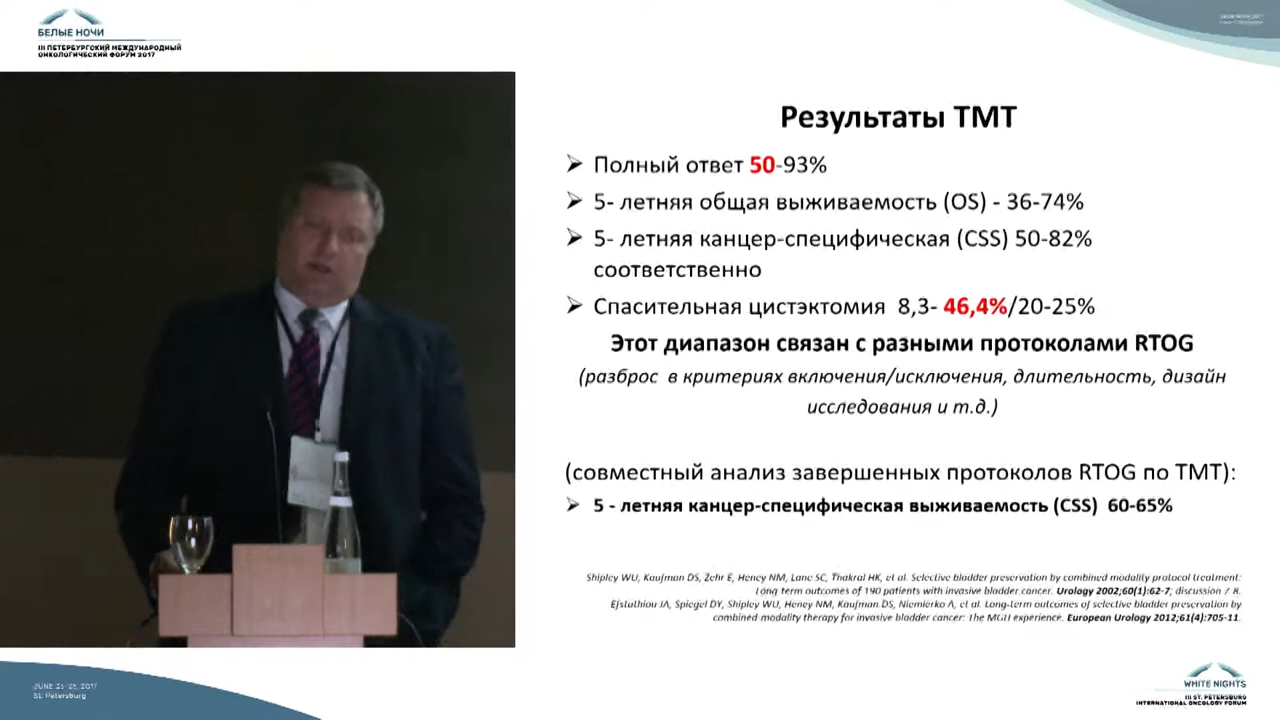 БЕЛЫЕ НОЧИ
III ПЕТЕРБУРГСКИЙ МЕЖДУНАРОДНЫЙ
ОНКОЛОГИЧЕСКИЙ ФОРУМ 2017
Результаты ТМТ
➢ Полный ответ 50-93%
➢ 5- летняя общая выживаемость (OS) - 36-74%
➢ 5- летняя канцер-специфическая (CSS) 50-82%
соответственно
➢ Спасительная цистэктомия 8,3- 46,4%/20-25%
Этот диапазон связан с разными протоколами RTOG
(разброс в критериях включения/исключения, длительность, дизайн
исследования и т.д.)
(совместный анализ завершенных протоколов RTOG по ТМТ):
➢ 5 - летняя канцер-специфическая выживаемость (CSS) 60-65%
Shipley WU, Kaufman DS, Zehr E, Heney NM, Lane SC, Thakral HK, et al. Selective bladder preservation by combined modality protocol treatment:
Long term outcomes of 190 patients with invasive bladder cancer. Urology 2002;60(1):62-7; discussion 7 8.
Efstathiou JA, Spiegel DY, Shipley WU, Heney NM, Kaufman DS, Niemierko A, et al. Long-term outcomes of selective bladder preservation by
combined modality therapy for invasive bladder cancer: The MGH experience. European Urology 2012;61(4):705-11.
2017
St. Petersburg
WHITE NIGHTS
III ST. PETERSBURG
INTERNATIONAL ONCOLOGY FORUM